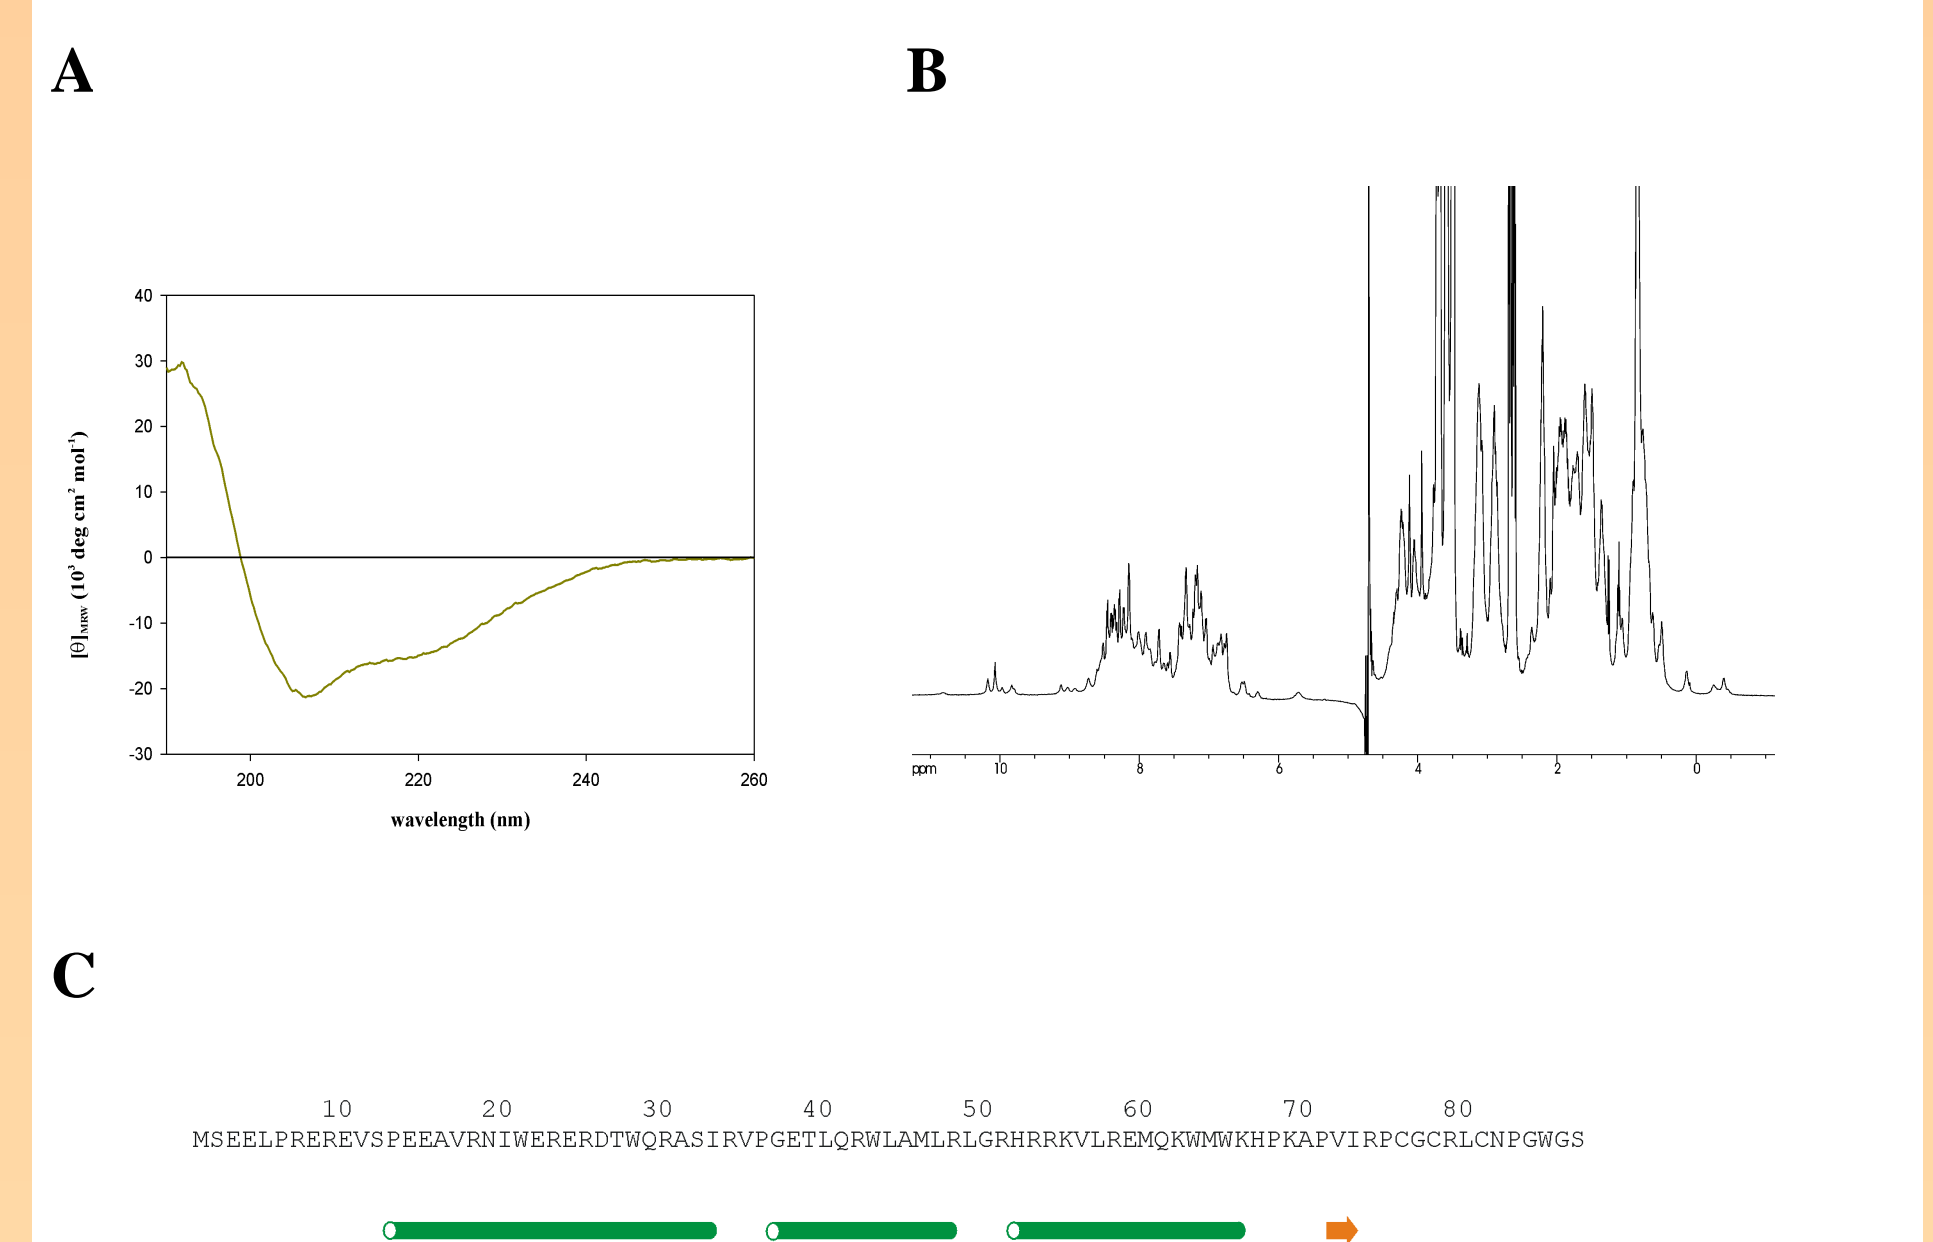 A
B
40
30
20
10
0
-10
-20
-30
[θ]MRW (10³ deg cm² mol⁻¹)
200 220 240 260
wavelength (nm)
ppm 10 8 6 4 2 0
C
10 20 30 40 50 60 70 80
MSEELPREREVSPEEAVRNIWERERDTWQRASIRVPGETLQRWLAMLRLGRHRRKVLREMQKWMWKHPKAPVIRPCGCRLCNPGWGS